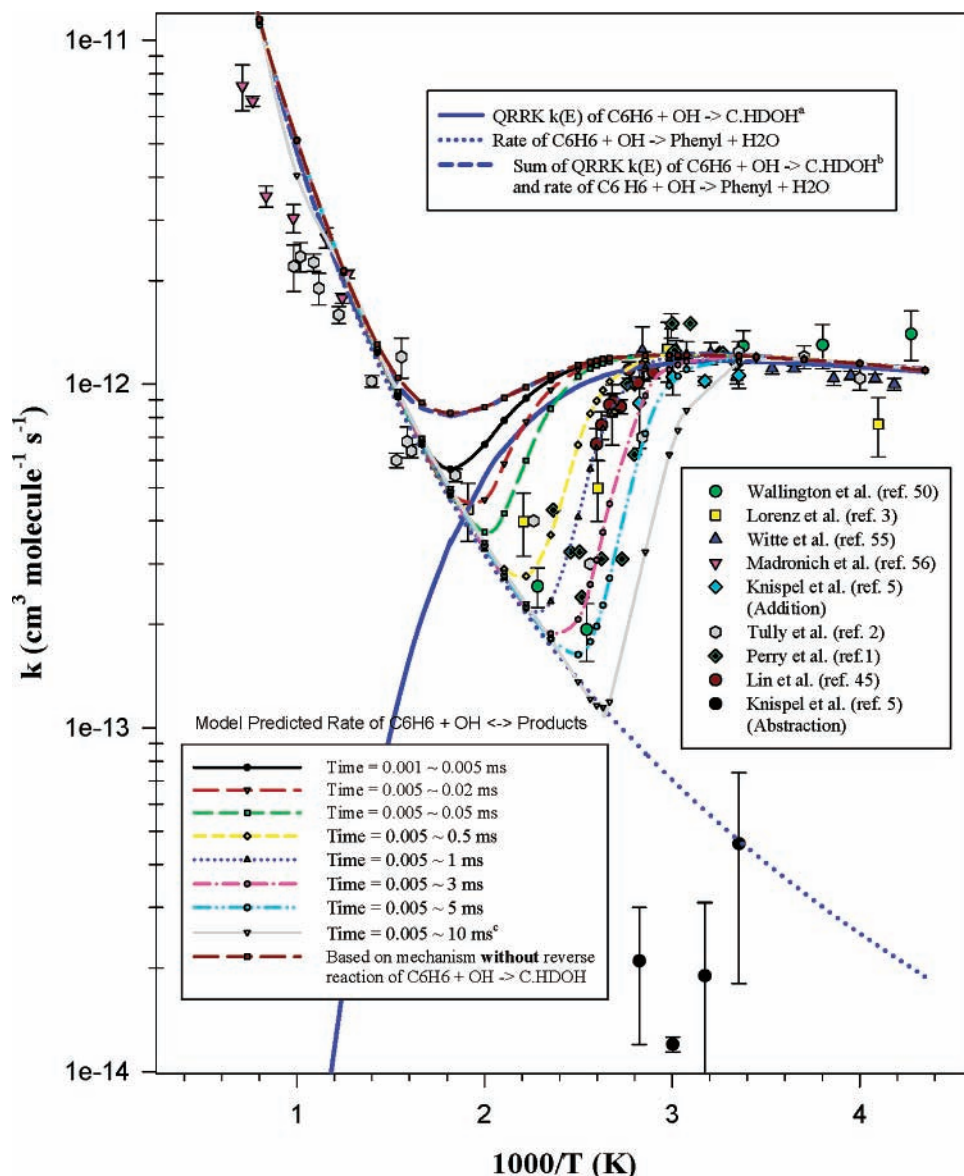 1e-11
QRRK k(E) of C6H6 + OH -> C.HDOHᵃ
Rate of C6H6 + OH -> Phenyl + H2O
Sum of QRRK k(E) of C6H6 + OH -> C.HDOHᵇ
and rate of C6 H6 + OH -> Phenyl + H2O
1e-12
k (cm³ molecule⁻¹ s⁻¹)
Wallington et al. (ref. 50)
Lorenz et al. (ref. 3)
Witte et al. (ref. 55)
Madronich et al. (ref. 56)
Knispel et al. (ref. 5)
(Addition)
Tully et al. (ref. 2)
Perry et al. (ref.1)
Lin et al. (ref. 45)
Knispel et al. (ref. 5)
(Abstraction)
1e-13
Model Predicted Rate of C6H6 + OH <-> Products
Time = 0.001 ~ 0.005 ms
Time = 0.005 ~ 0.02 ms
Time = 0.005 ~ 0.05 ms
Time = 0.005 ~ 0.5 ms
Time = 0.005 ~ 1 ms
Time = 0.005 ~ 3 ms
Time = 0.005 ~ 5 ms
Time = 0.005 ~ 10 msᶜ
Based on mechanism without reverse
reaction of C6H6 + OH -> C.HDOH
1e-14
1 2 3 4
1000/T (K)